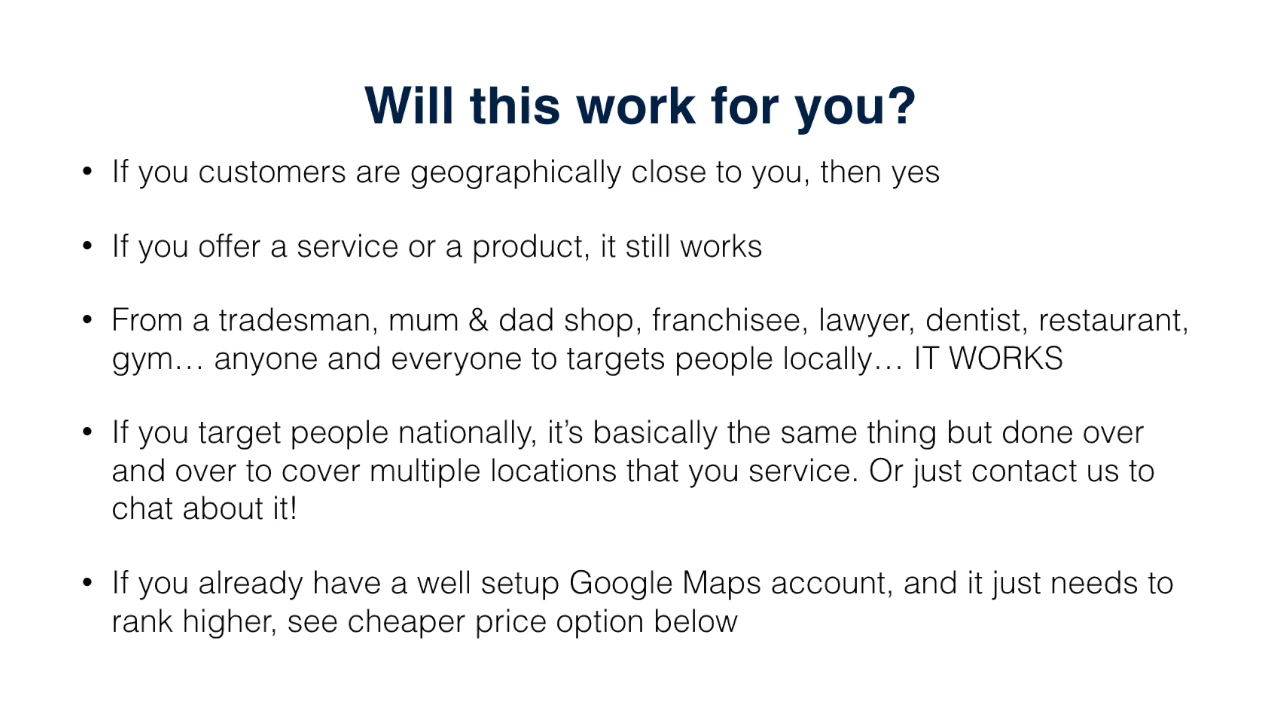 Will this work for you?
• If you customers are geographically close to you, then yes
• If you offer a service or a product, it still works
• From a tradesman, mum & dad shop, franchisee, lawyer, dentist, restaurant,
gym… anyone and everyone to targets people locally… IT WORKS
• If you target people nationally, it’s basically the same thing but done over
and over to cover multiple locations that you service. Or just contact us to
chat about it!
• If you already have a well setup Google Maps account, and it just needs to
rank higher, see cheaper price option below